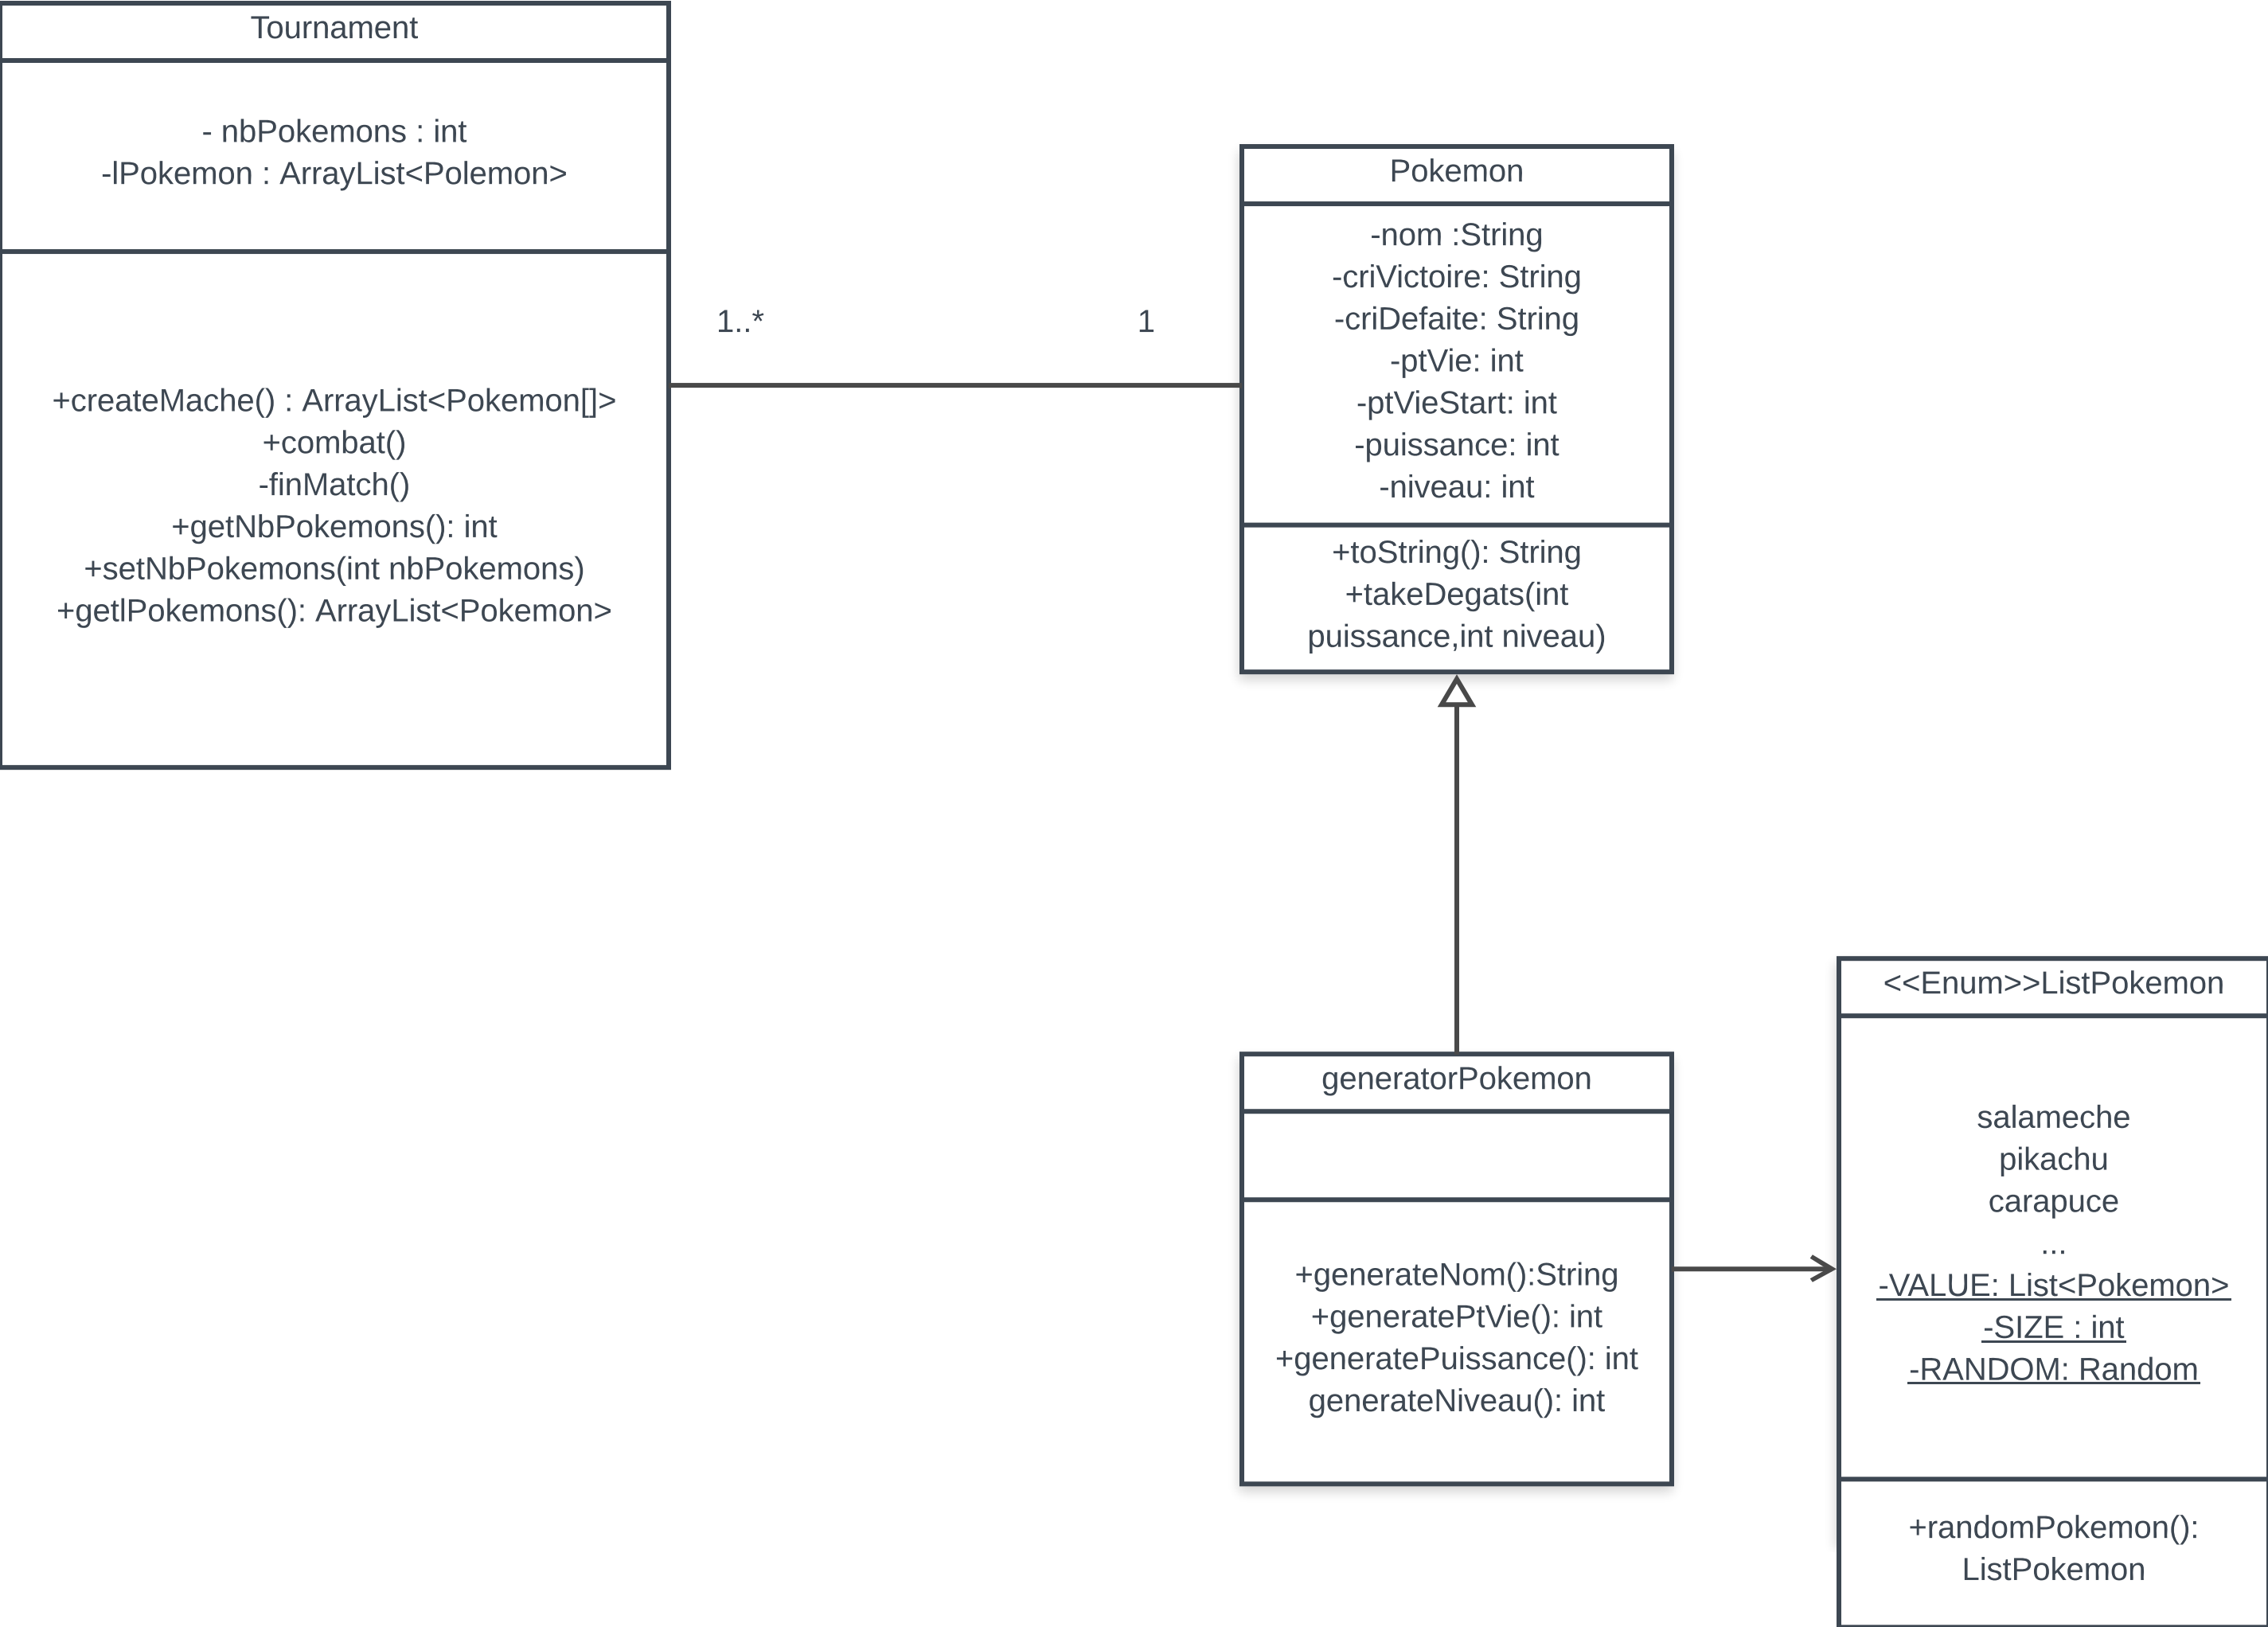 Tournament
- nbPokemons : int
-lPokemon : ArrayList<Polemon>
+createMache() : ArrayList<Pokemon[]>
+combat()
-finMatch()
+getNbPokemons(): int
+setNbPokemons(int nbPokemons)
+getlPokemons(): ArrayList<Pokemon>
1..*
1
Pokemon
-nom :String
-criVictoire: String
-criDefaite: String
-ptVie: int
-ptVieStart: int
-puissance: int
-niveau: int
+toString(): String
+takeDegats(int
puissance,int niveau)
generatorPokemon
+generateNom():String
+generatePtVie(): int
+generatePuissance(): int
generateNiveau(): int
<<Enum>>ListPokemon
salameche
pikachu
carapuce
...
-VALUE: List<Pokemon>
-SIZE : int
-RANDOM: Random
+randomPokemon():
ListPokemon